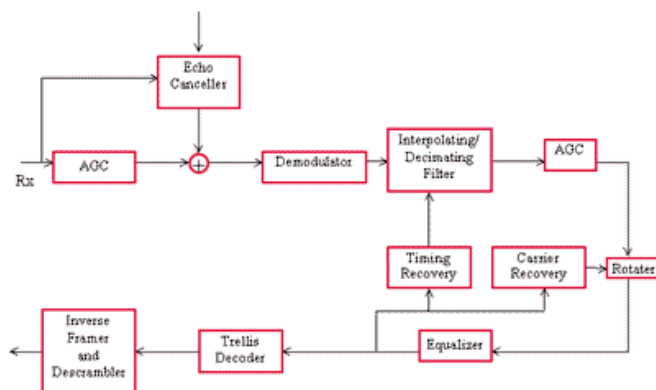 Echo
Canceller
Rx
AGC
+
Demodulator
Interpolating/
Decimating
Filter
AGC
Timing
Recovery
Carrier
Recovery
Rotater
Inverse
Framer
and
Descrambler
Trellis
Decoder
Equalizer